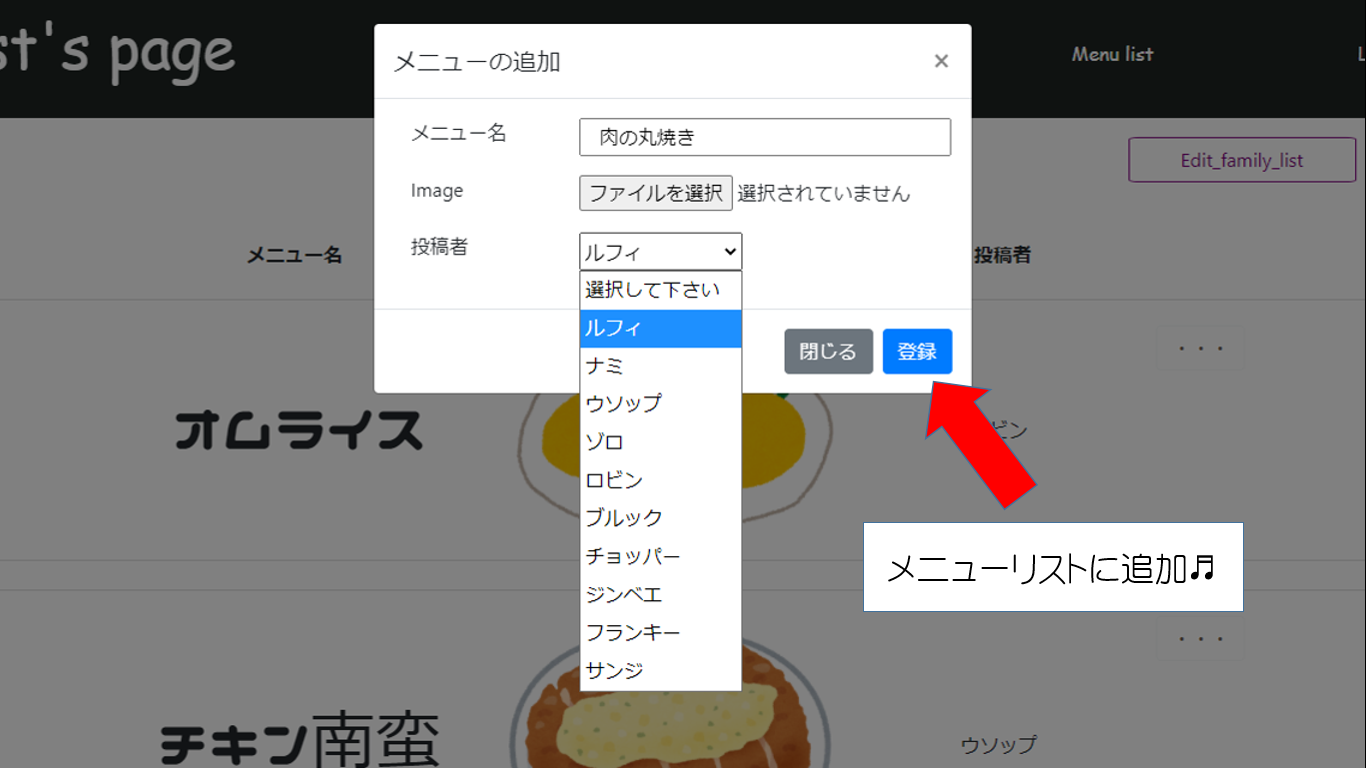 st's page
Menu list
メニューの追加
×
メニュー名
肉の丸焼き
Image
ファイルを選択 選択されていません
Edit_family_list
投稿者
ルフィ
メニュー名
投稿者
選択して下さい
ルフィ
ナミ
ウソップ
ゾロ
ロビン
ブルック
チョッパー
ジンベエ
フランキー
サンジ
閉じる
登録
・・・
オムライス
ビン
メニューリストに追加♬
・・・
チキン南蛮
ウソップ